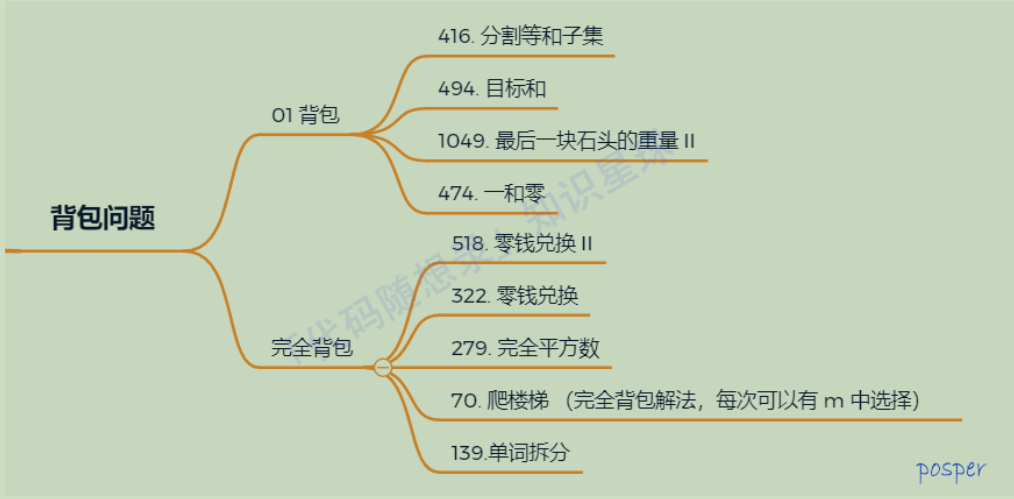 416. 分割等和子集
494. 目标和
01 背包
1049. 最后一块石头的重量 II
474. 一和零
背包问题
518. 零钱兑换 II
322. 零钱兑换
完全背包
279. 完全平方数
70. 爬楼梯 （完全背包解法，每次可以有 m 中选择）
139.单词拆分
「代码随想录」知识星球
posper